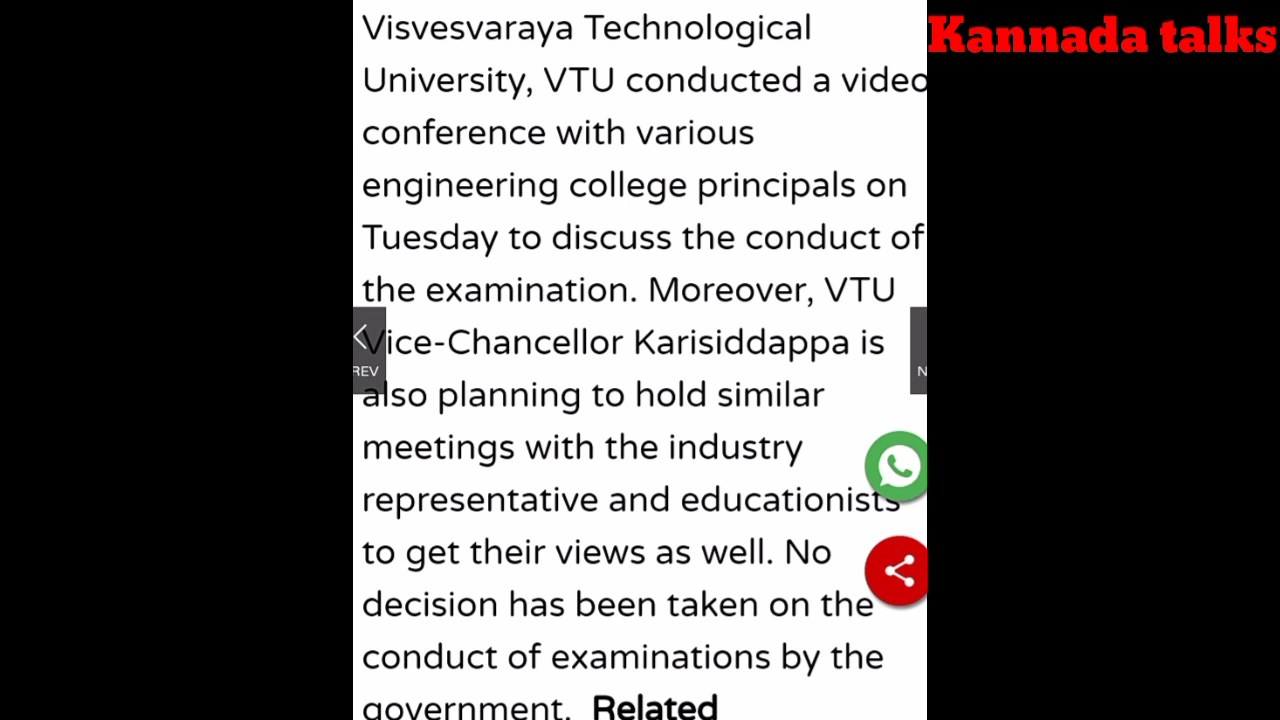 Kannada talks
Visvesvaraya Technological
University, VTU conducted a video
conference with various
engineering college principals on
Tuesday to discuss the conduct of
the examination. Moreover, VTU
Vice-Chancellor Karisiddappa is
also planning to hold similar
meetings with the industry
representative and educationists
to get their views as well. No
decision has been taken on the
conduct of examinations by the
government. Related
REV
N